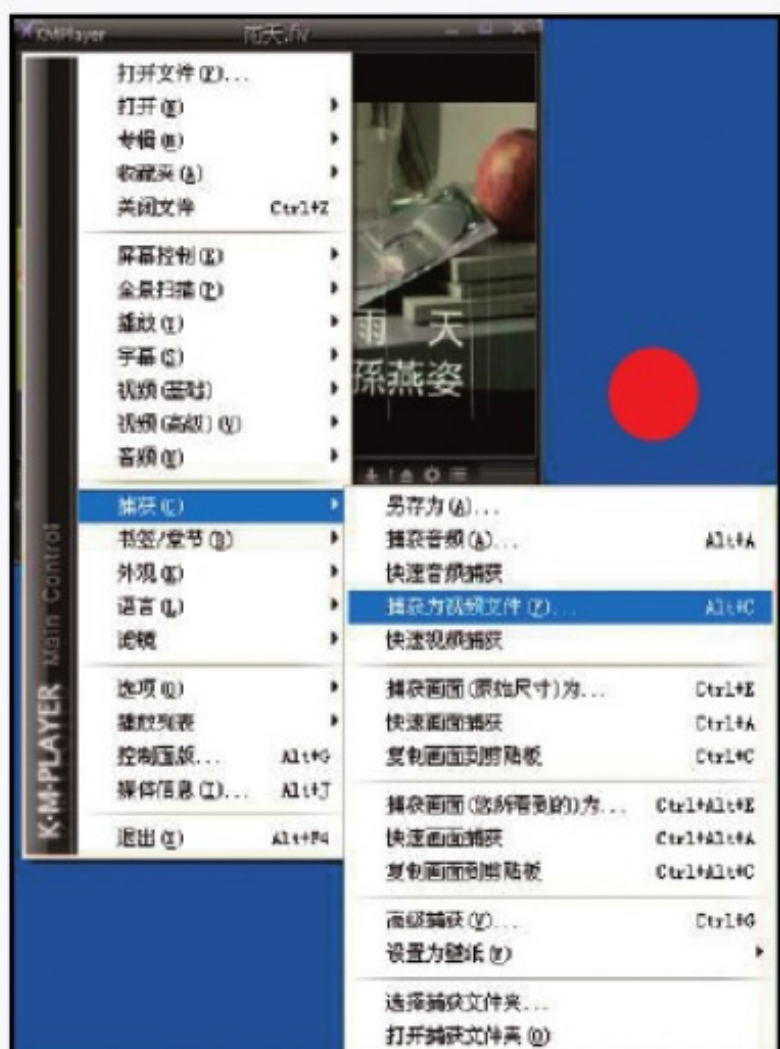 KMPlayer 雨天.flv
打开文件(F)...
打开(N)
专辑(M)
收藏夹(A)
关闭文件 Ctrl+Z
屏幕控制(E)
全景扫描(P)
播放(I)
字幕(S)
视频(基础)
视频(高级)(V)
音频(W)
捕获(C)
书签/章节(B)
外观(K)
语言(L)
滤镜
选项(O)
播放列表
控制面版... Alt+G
媒体信息(I)... Alt+J
退出(X) Alt+F4
K·M·PLAYER Main Control
雨 天
孫燕姿
另存为(A)...
捕获音频(A)... Alt+A
快速音频捕获
捕获为视频文件(F)... Alt+C
快速视频捕获
捕获画面(原始尺寸)为... Ctrl+E
快速画面捕获 Ctrl+A
复制画面到剪贴板 Ctrl+C
捕获画面(您所看到的)为... Ctrl+Alt+E
快速画面捕获 Ctrl+Alt+A
复制画面到剪贴板 Ctrl+Alt+C
高级捕获(V)... Ctrl+G
设置为壁纸(W)
选择捕获文件夹...
打开捕获文件夹(O)